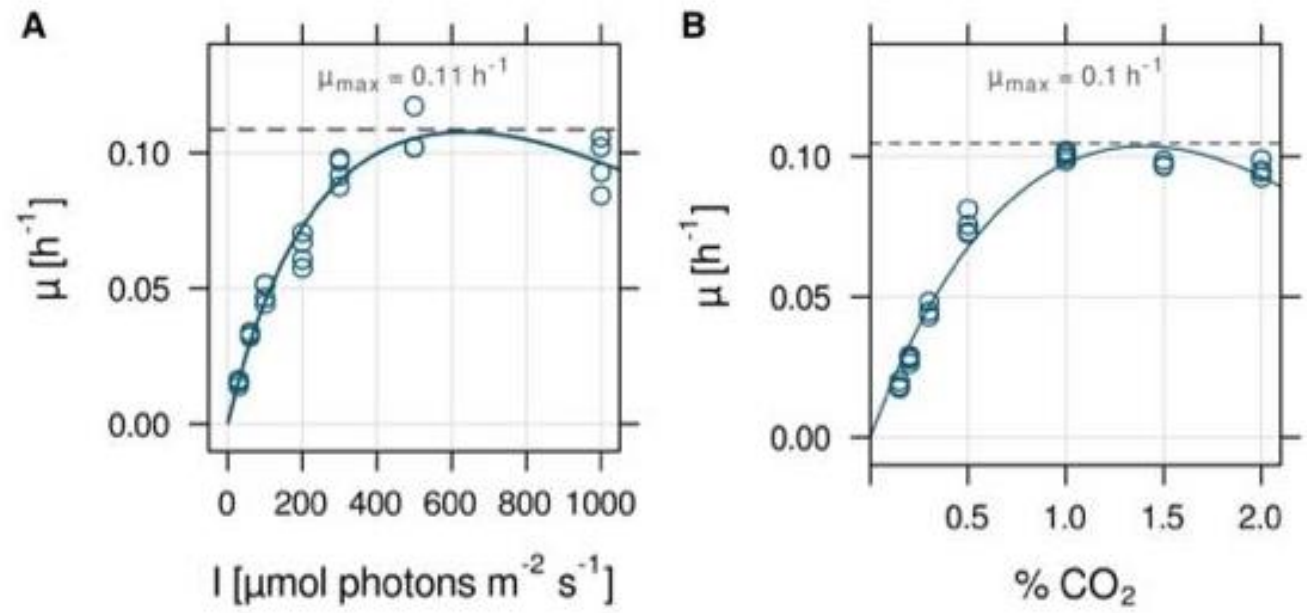 A
μmax = 0.11 h-1
0.10
0.05
0.00
μ [h-1]
0 200 400 600 800 1000
I [μmol photons m-2 s-1]
B
μmax = 0.1 h-1
0.10
0.05
0.00
μ [h-1]
0.5 1.0 1.5 2.0
% CO2